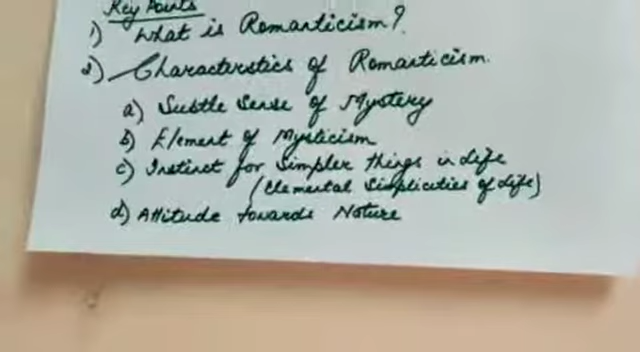 Key Points
1) What is Romanticism?
2) Characterstics of Romanticism.
a) Subtle Sense of Mystery
b) Element of Mysticism
c) Instinct for Simpler things in life
(Elemental Simplicities of life)
d) Attitude towards Nature